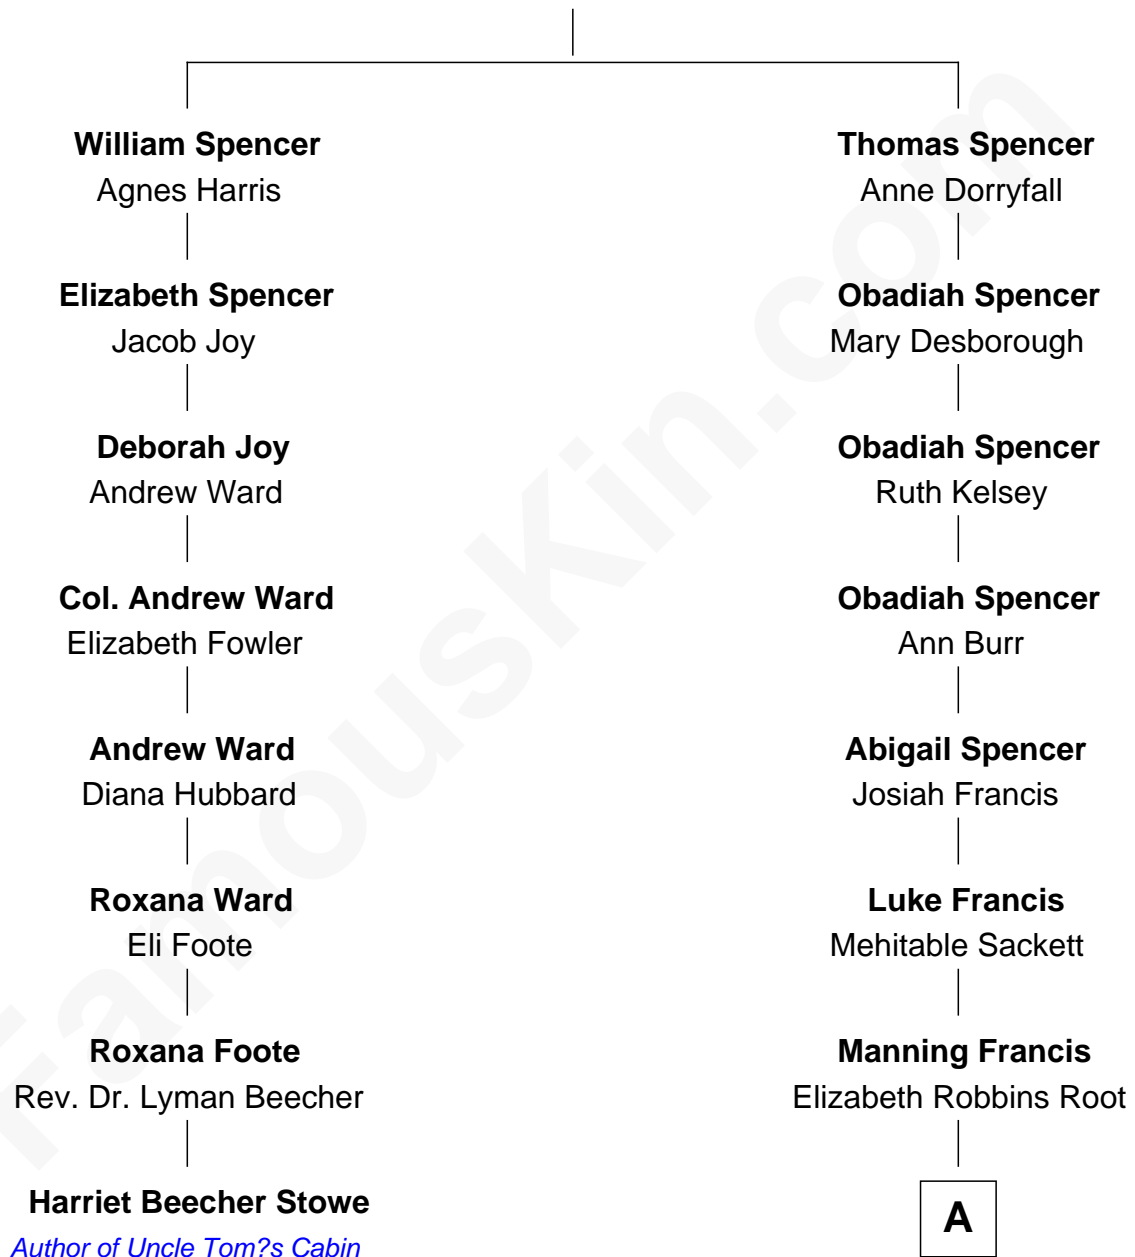 William Spencer
Agnes Harris
Elizabeth Spencer
Jacob Joy
Deborah Joy
Andrew Ward
Col. Andrew Ward
Elizabeth Fowler
Andrew Ward
Diana Hubbard
Roxana Ward
Eli Foote
Roxana Foote
Rev. Dr. Lyman Beecher
Harriet Beecher Stowe
Author of Uncle Tom?s Cabin
Thomas Spencer
Anne Dorryfall
Obadiah Spencer
Mary Desborough
Obadiah Spencer
Ruth Kelsey
Obadiah Spencer
Ann Burr
Abigail Spencer
Josiah Francis
Luke Francis
Mehitable Sackett
Manning Francis
Elizabeth Robbins Root
A
FamousKin.com